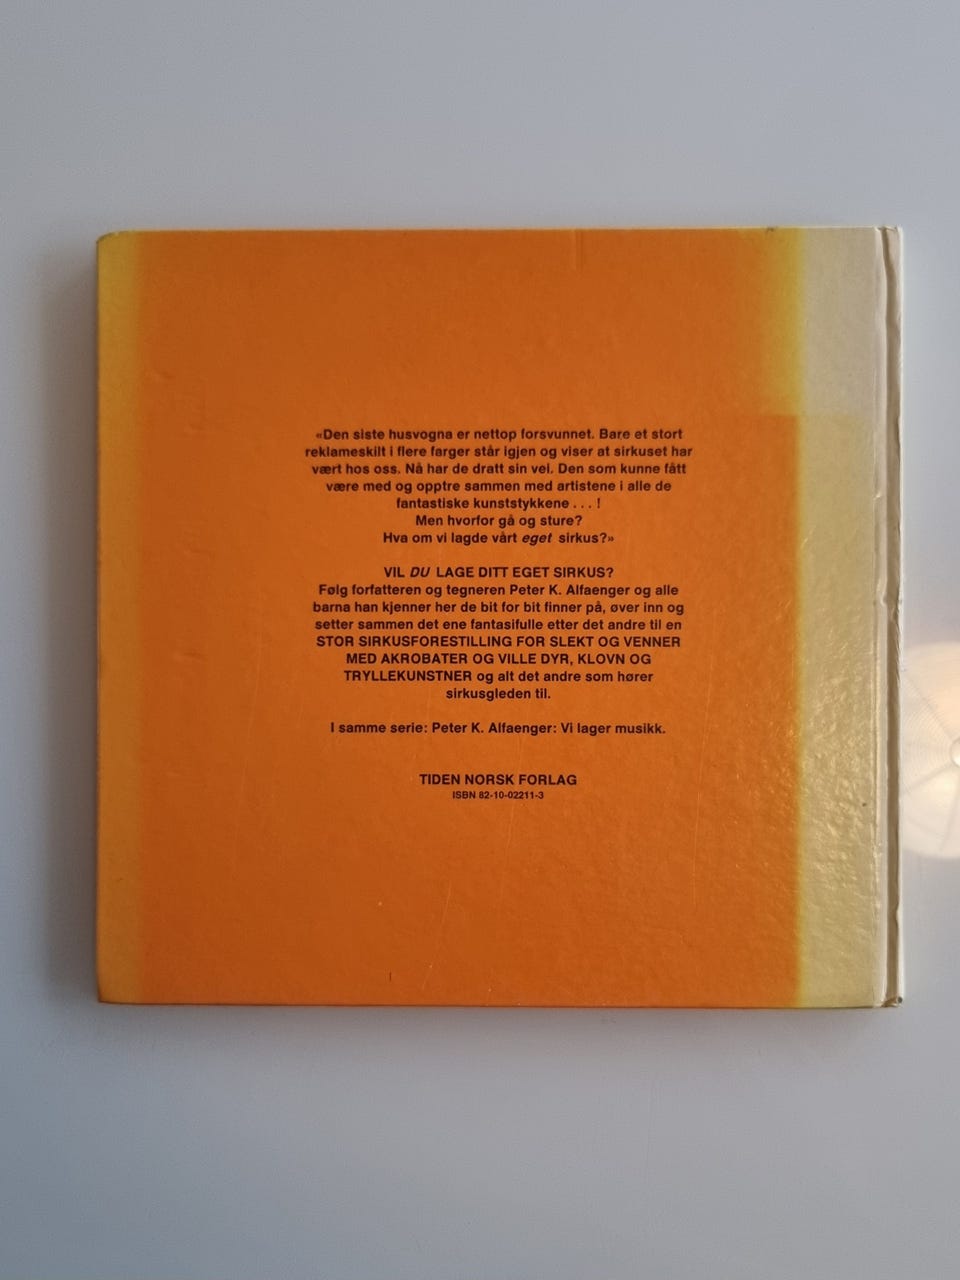 «Den siste husvogna er nettop forsvunnet. Bare et stort
reklameskilt i flere farger står igjen og viser at sirkuset har
vært hos oss. Nå har de dratt sin vei. Den som kunne fått
være med og opptre sammen med artistene i alle de
fantastiske kunststykkene . . . !
Men hvorfor gå og sture?
Hva om vi lagde vårt eget sirkus?»
VIL DU LAGE DITT EGET SIRKUS?
Følg forfatteren og tegneren Peter K. Alfaenger og alle
barna han kjenner her de bit for bit finner på, øver inn og
setter sammen det ene fantasifulle etter det andre til en
STOR SIRKUSFORESTILLING FOR SLEKT OG VENNER
MED AKROBATER OG VILLE DYR, KLOVN OG
TRYLLEKUNSTNER og alt det andre som hører
sirkusgleden til.
I samme serie: Peter K. Alfaenger: Vi lager musikk.
TIDEN NORSK FORLAG
ISBN 82-10-02211-3